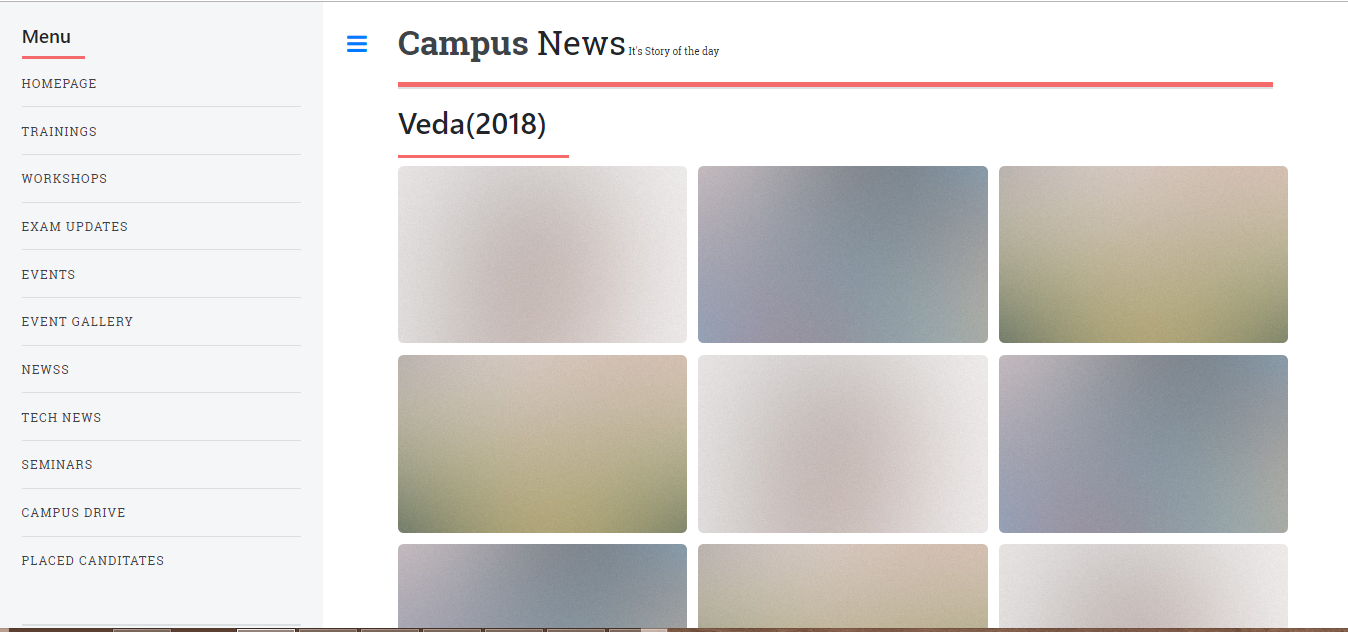 Menu
HOMEPAGE
TRAININGS
WORKSHOPS
EXAM UPDATES
EVENTS
EVENT GALLERY
NEWSS
TECH NEWS
SEMINARS
CAMPUS DRIVE
PLACED CANDITATES
Campus News It's Story of the day
Veda(2018)